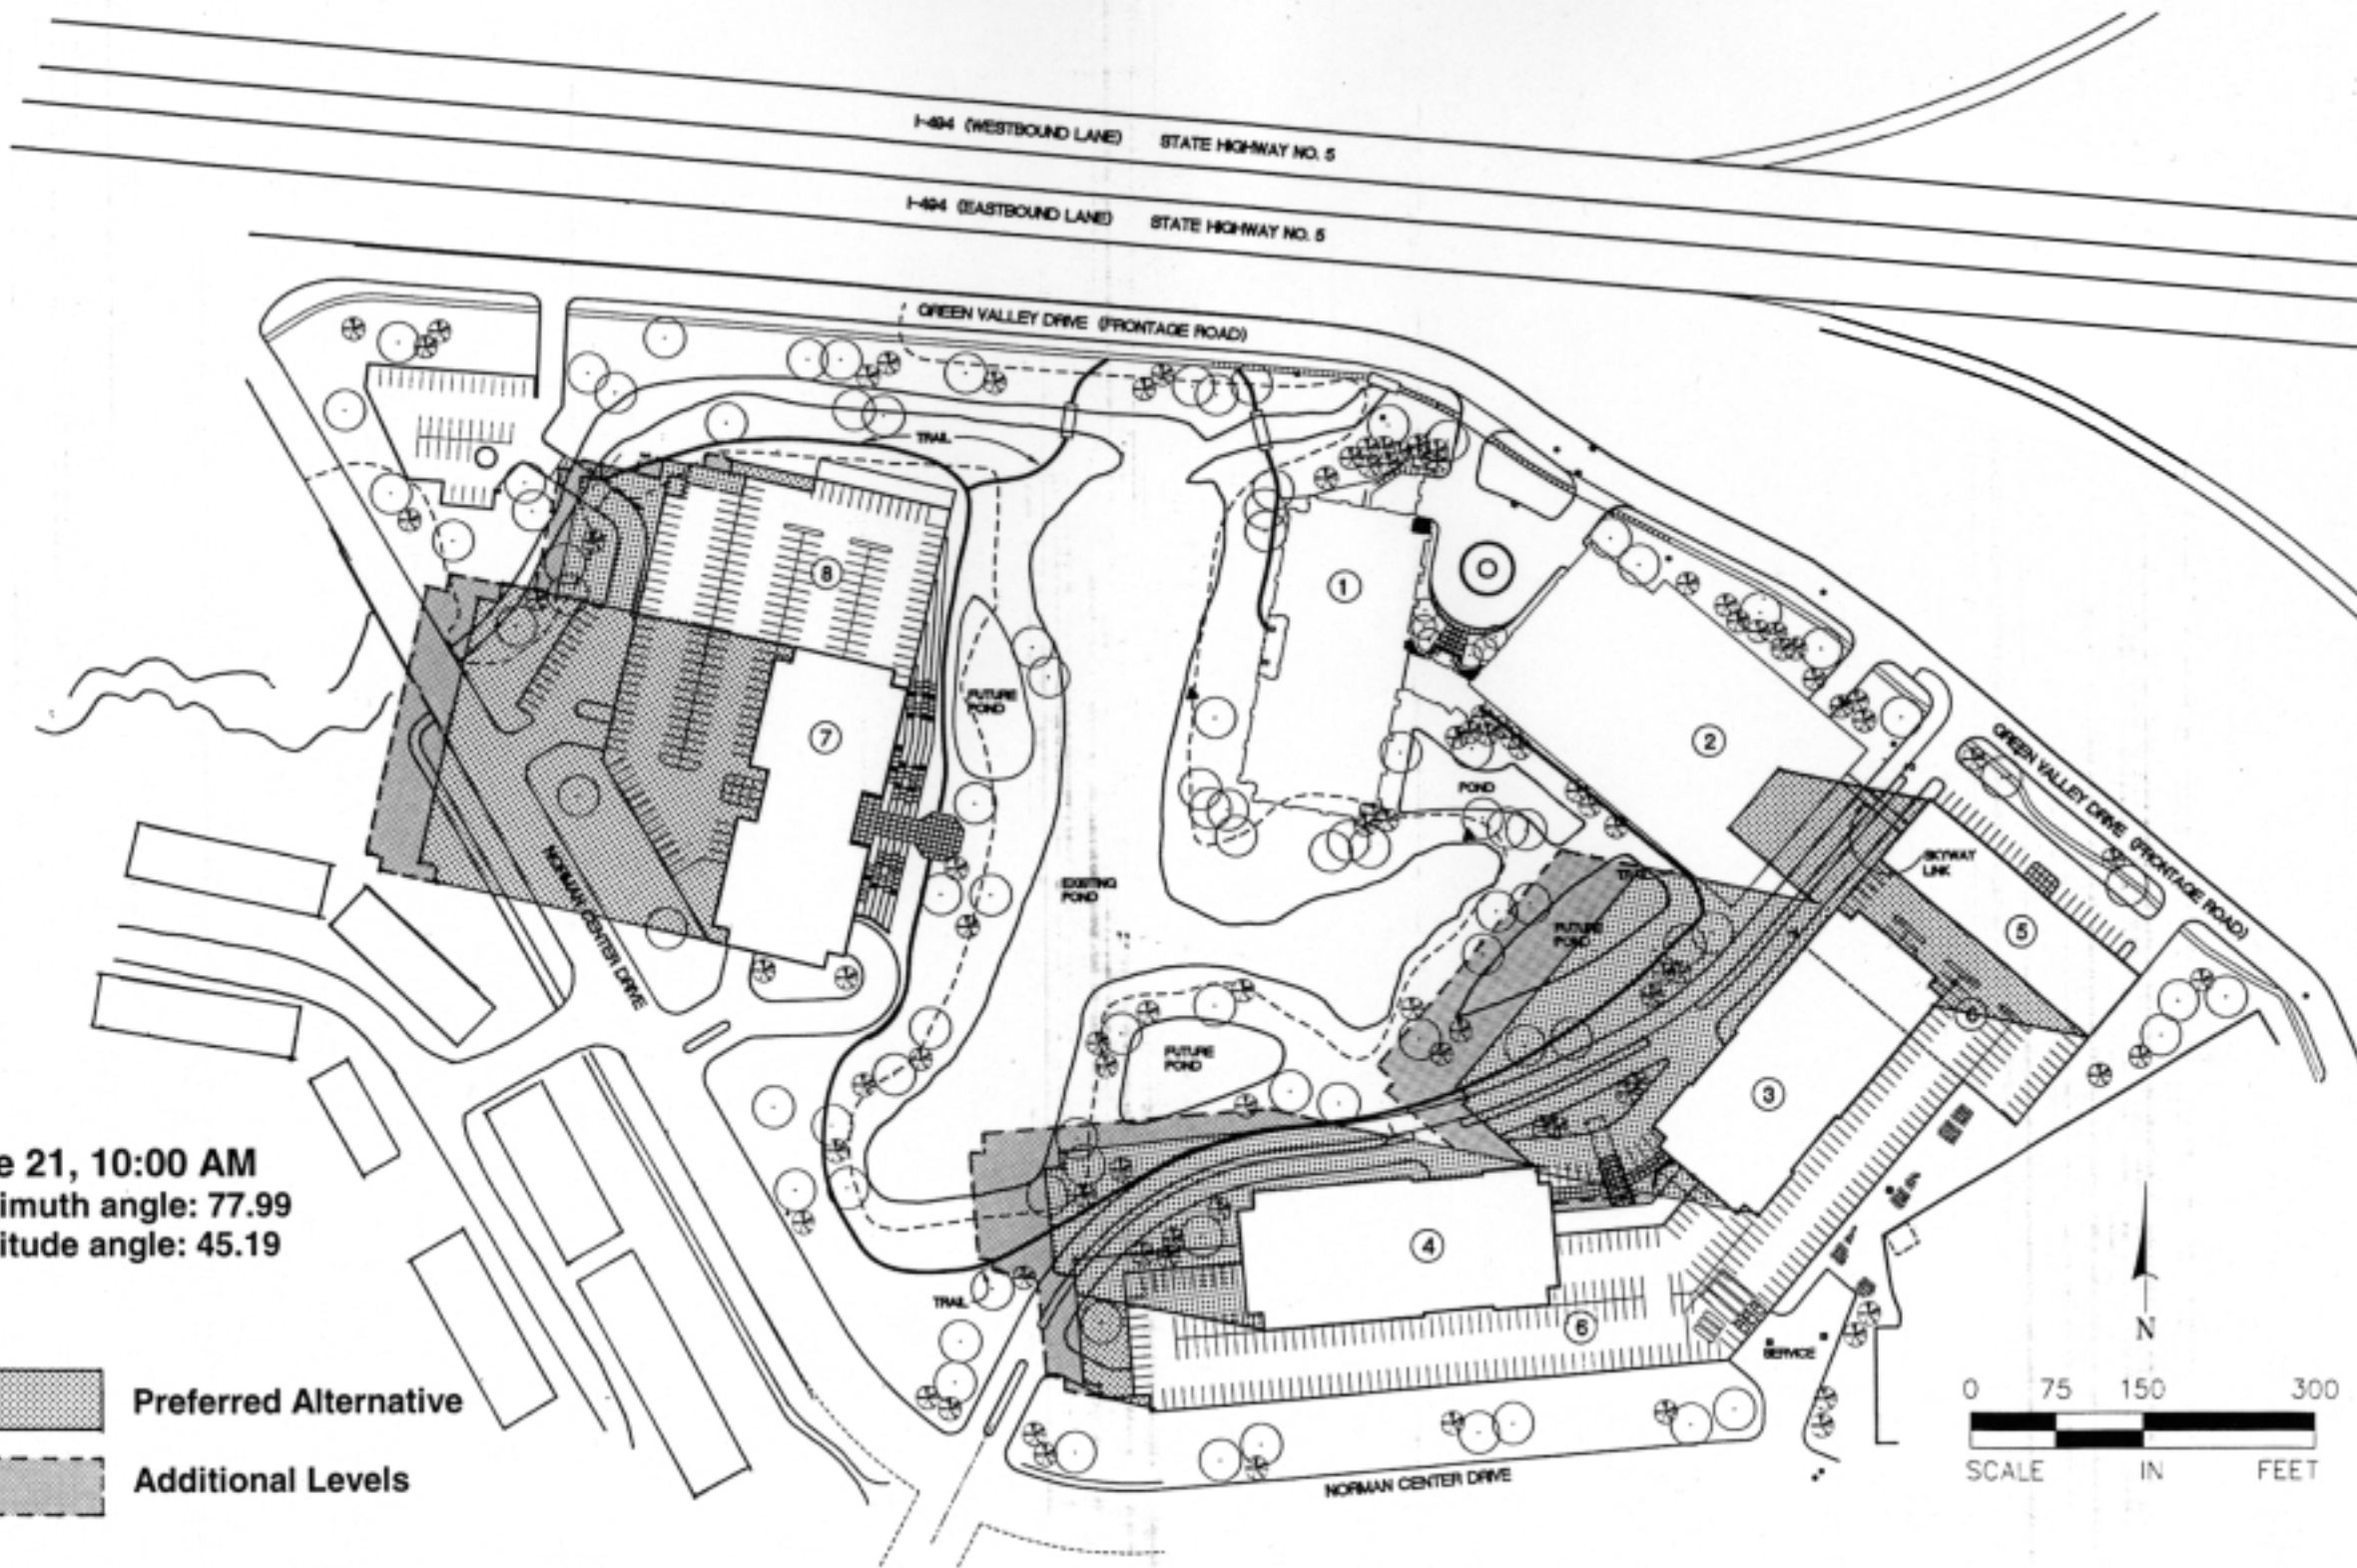 I-494 (WESTBOUND LANE) STATE HIGHWAY NO. 5
I-494 (EASTBOUND LANE) STATE HIGHWAY NO. 5
GREEN VALLEY DRIVE (FRONTAGE ROAD)
TRAIL
8
1
FUTURE
POND
7
2
GREEN VALLEY DRIVE (FRONTAGE ROAD)
POND
SKYWAY
LINK
TRAIL
EXISTING
POND
FUTURE
POND
5
NORMAN CENTER DRIVE
6
FUTURE
POND
3
e 21, 10:00 AM
imuth angle: 77.99
itude angle: 45.19
4
TRAIL
6
SERVICE
N
0 75 150 300
SCALE IN FEET
Preferred Alternative
Additional Levels
NORMAN CENTER DRIVE